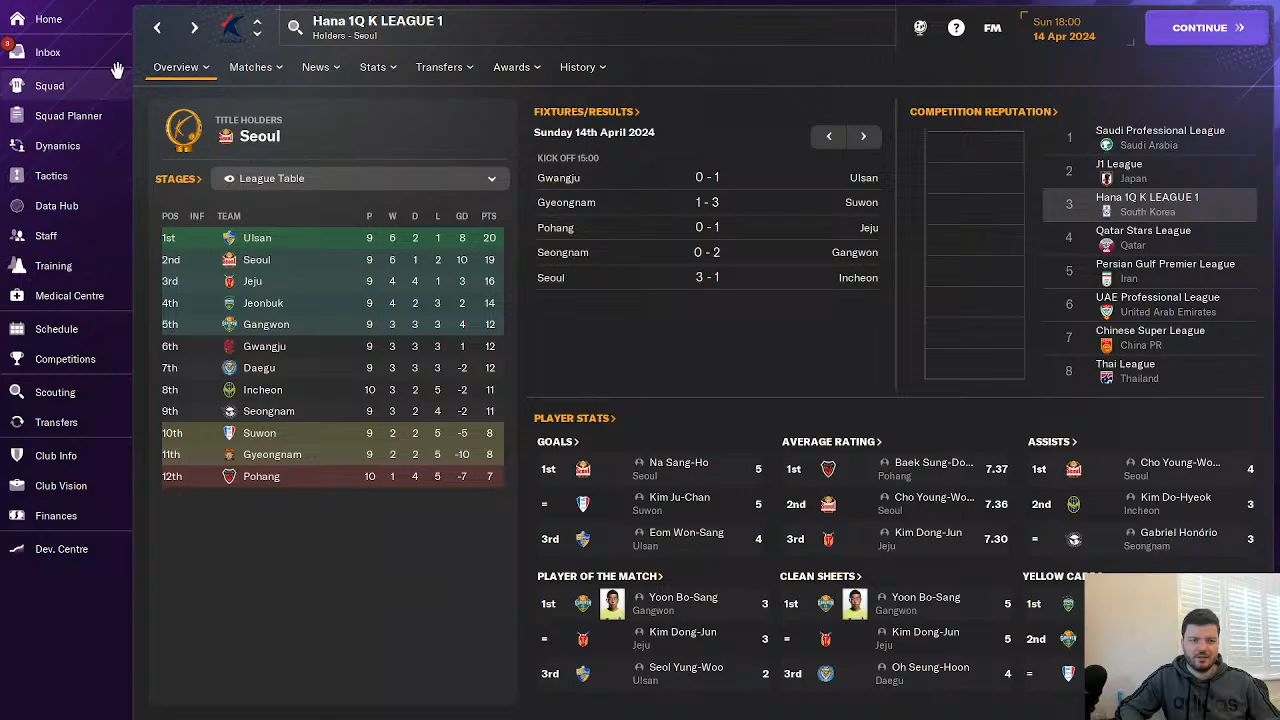 Home
3
Inbox
Squad
Squad Planner
Dynamics
Tactics
Data Hub
Staff
Training
Medical Centre
Schedule
Competitions
Scouting
Transfers
Club Info
Club Vision
Finances
Dev. Centre
Hana 1Q K LEAGUE 1
Holders - Seoul
? FM
Sun 18:00
14 Apr 2024
CONTINUE
Overview Matches News Stats Transfers Awards History
TITLE HOLDERS
Seoul
STAGES> League Table
POS INF TEAM P W D L GD PTS
1st Ulsan 9 6 2 1 8 20
2nd Seoul 9 6 1 2 10 19
3rd Jeju 9 4 4 1 3 16
4th Jeonbuk 9 4 2 3 2 14
5th Gangwon 9 3 3 3 4 12
6th Gwangju 9 3 3 3 1 12
7th Daegu 9 3 3 3 -2 12
8th Incheon 10 3 2 5 -2 11
9th Seongnam 9 3 2 4 -2 11
10th Suwon 9 2 2 5 -5 8
11th Gyeongnam 9 2 2 5 -10 8
12th Pohang 10 1 4 5 -7 7
FIXTURES/RESULTS>
Sunday 14th April 2024
KICK OFF 15:00
Gwangju 0 - 1 Ulsan
Gyeongnam 1 - 3 Suwon
Pohang 0 - 1 Jeju
Seongnam 0 - 2 Gangwon
Seoul 3 - 1 Incheon
COMPETITION REPUTATION>
1 Saudi Professional League
Saudi Arabia
2 J1 League
Japan
3 Hana 1Q K LEAGUE 1
South Korea
4 Qatar Stars League
Qatar
5 Persian Gulf Premier League
Iran
6 UAE Professional League
United Arab Emirates
7 Chinese Super League
China PR
8 Thai League
Thailand
PLAYER STATS>
GOALS>
1st Na Sang-Ho 5
Seoul
= Kim Ju-Chan 5
Suwon
3rd Eom Won-Sang 4
Ulsan
AVERAGE RATING>
1st Baek Sung-Do... 7.37
Pohang
2nd Cho Young-Wo... 7.36
Seoul
3rd Kim Dong-Jun 7.30
Jeju
ASSISTS>
1st Cho Young-Wo... 4
Seoul
2nd Kim Do-Hyeok 3
Incheon
= Gabriel Honório 3
Seongnam
PLAYER OF THE MATCH>
1st Yoon Bo-Sang 3
Gangwon
= Kim Dong-Jun 3
Jeju
3rd Seol Yung-Woo 2
Ulsan
CLEAN SHEETS>
1st Yoon Bo-Sang 5
Gangwon
= Kim Dong-Jun 5
Jeju
3rd Oh Seung-Hoon 4
Daegu
YELLOW
1st
2nd
=
adidas